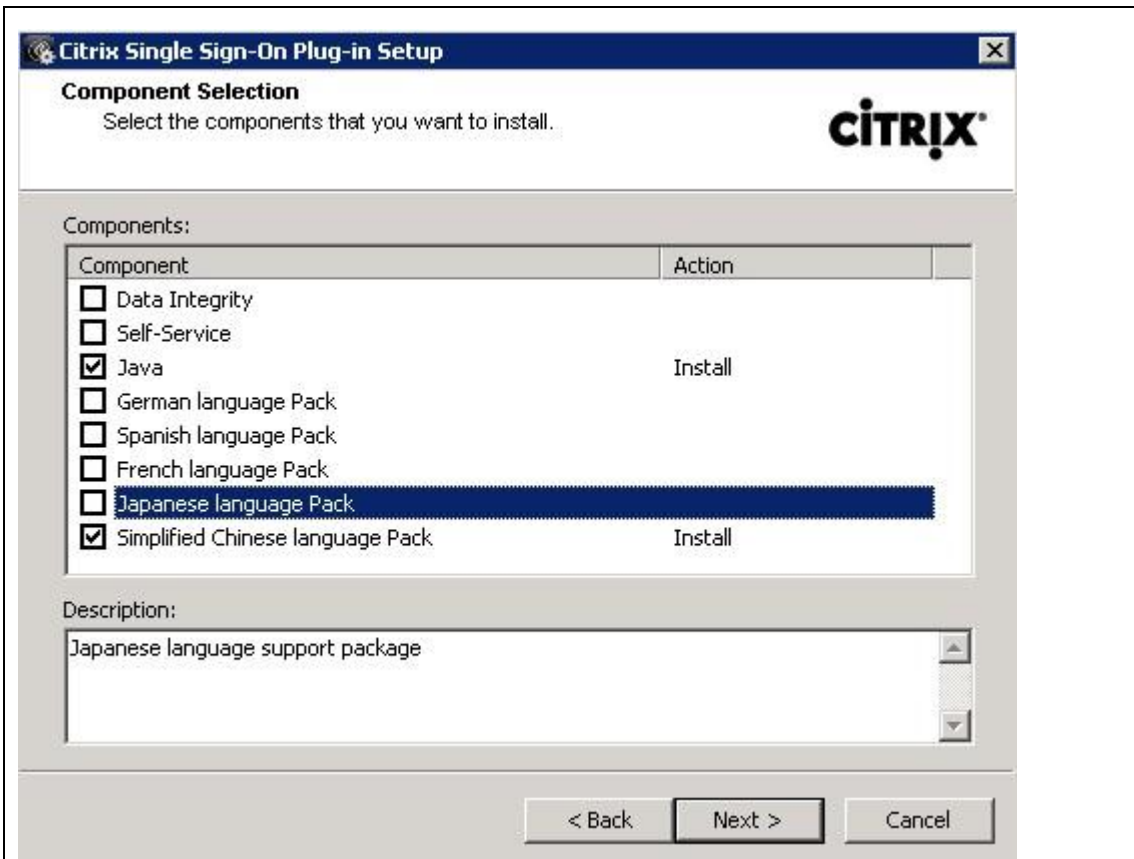 Citrix Single Sign-On Plug-in Setup
Component Selection
Select the components that you want to install.
CITRIX
Components:
Component Action
Data Integrity
Self-Service
Java Install
German language Pack
Spanish language Pack
French language Pack
Japanese language Pack
Simplified Chinese language Pack Install
Description:
Japanese language support package
< Back Next > Cancel